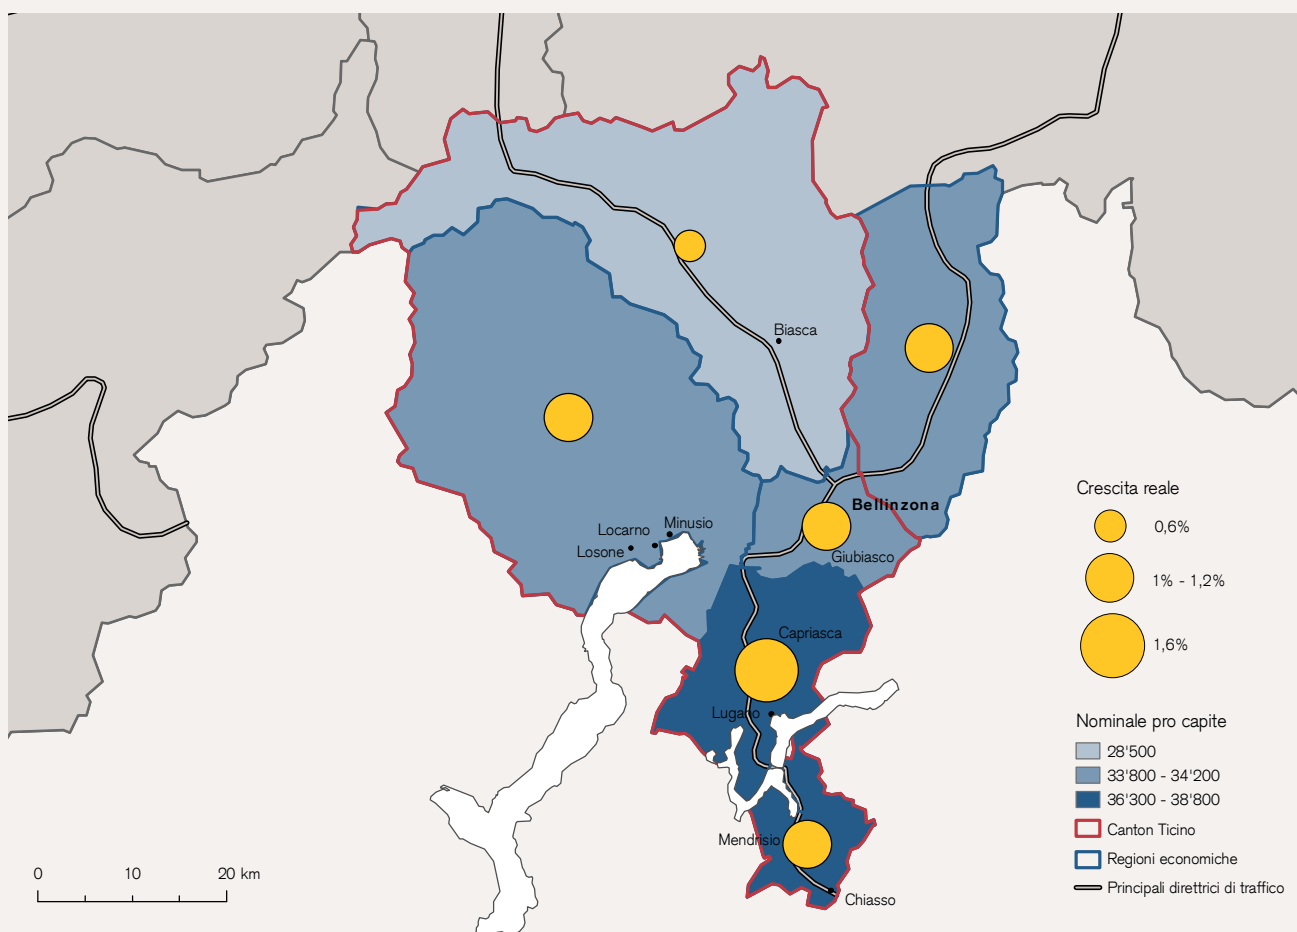 Biasca
Bellinzona
Minusio
Locarno
Losone
Giubiasco
Capriasca
Lugano
Mendrisio
Chiasso
0 10 20 km
Crescita reale
0,6%
1% - 1,2%
1,6%
Nominale pro capite
28'500
33'800 - 34'200
36'300 - 38'800
Canton Ticino
Regioni economiche
Principali direttrici di traffico